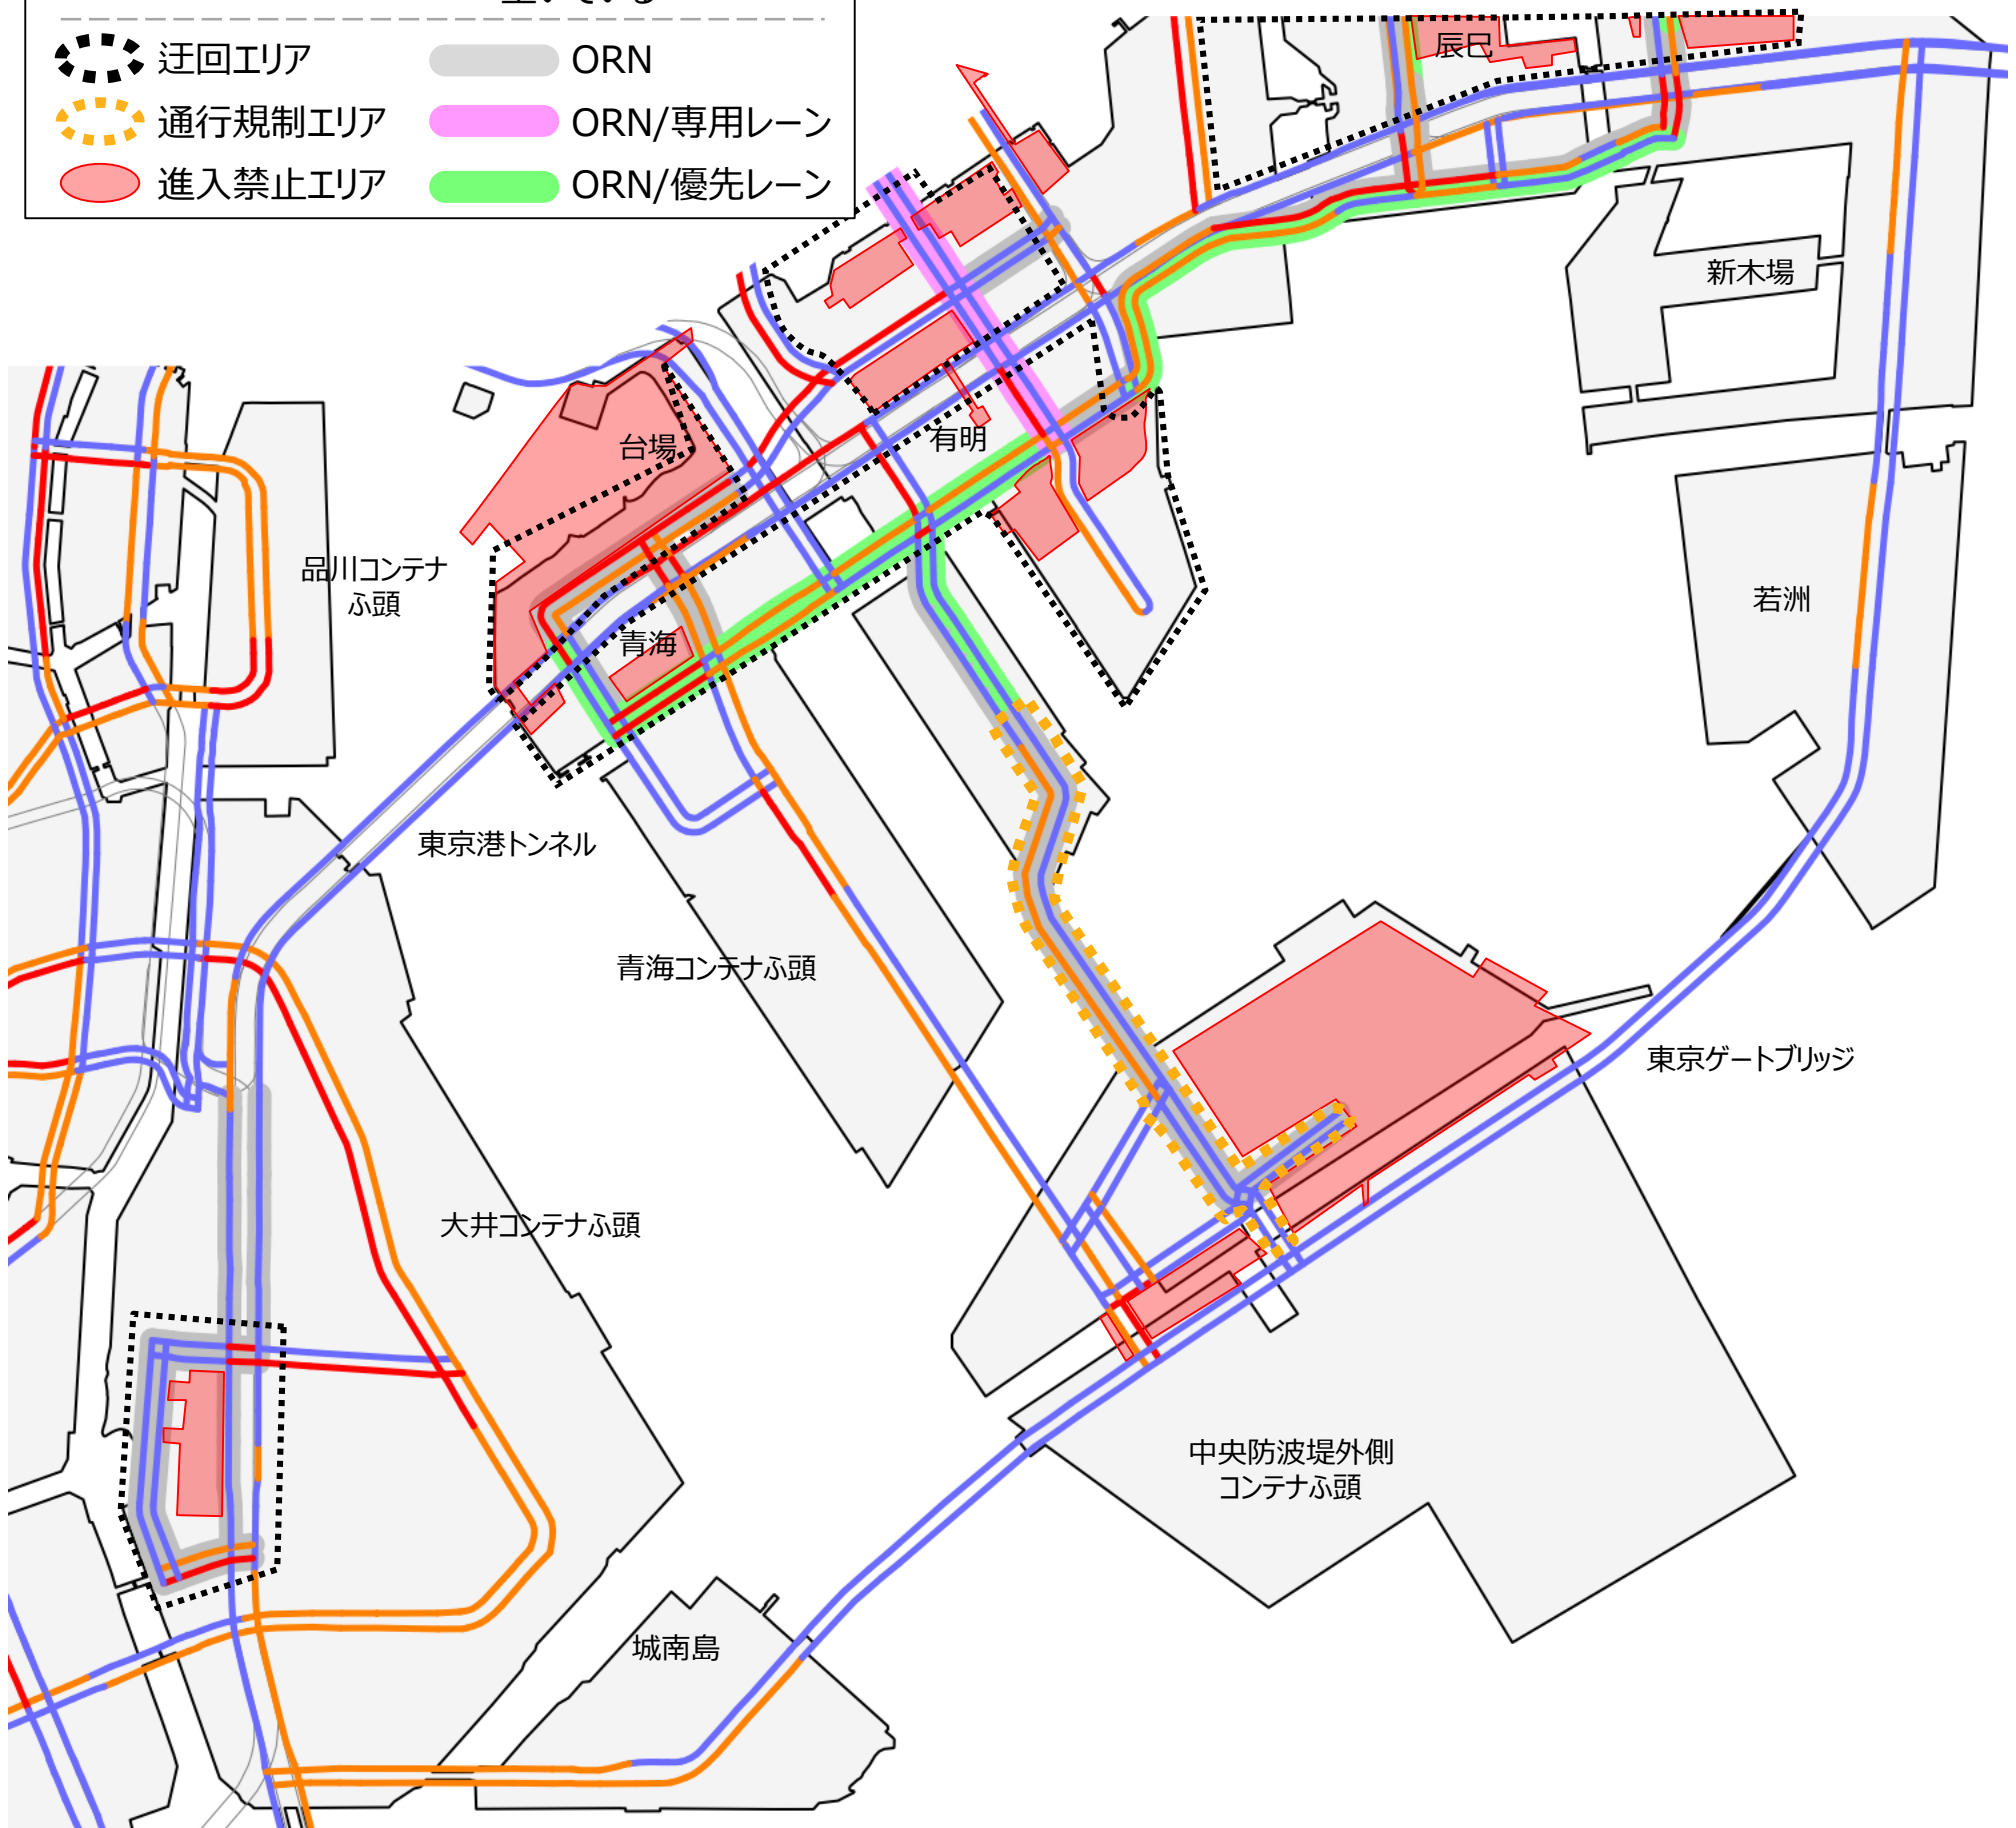 空いている
迂回エリア
ORN
通行規制エリア
ORN/専用レーン
進入禁止エリア
ORN/優先レーン
辰巳
新木場
台場
有明
品川コンテナ
ふ頭
若洲
青海
東京港トンネル
青海コンテナふ頭
東京ゲートブリッジ
大井コンテナふ頭
中央防波堤外側
コンテナふ頭
城南島